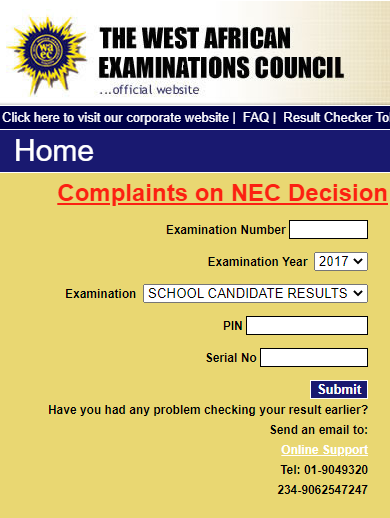 THE WEST AFRICAN
EXAMINATIONS COUNCIL
...official website
waec
Click here to visit our corporate website | FAQ | Result Checker To
Home
Complaints on NEC Decision
Examination Number
Examination Year 2017
Examination SCHOOL CANDIDATE RESULTS
PIN
Serial No
Submit
Have you had any problem checking your result earlier?
Send an email to:
Online Support
Tel: 01-9049320
234-9062547247